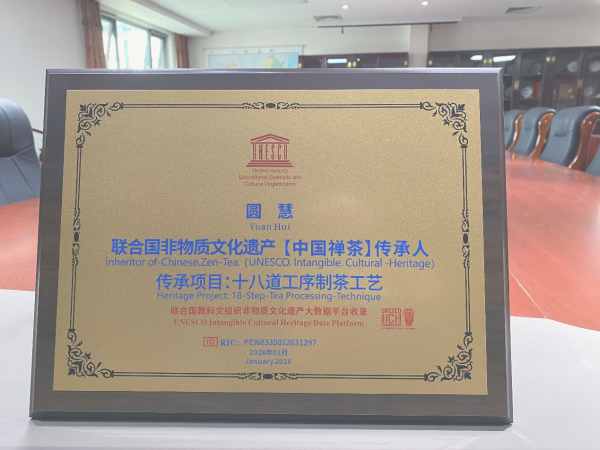 UNESCO
United Nations
Educational, Scientific and
Cultural Organization
圆 慧
Yuan Hui
联合国非物质文化遗产【中国禅茶】传承人
Inheritor of-Chinese.Zen-Tea.（UNESCO. Intangible. Cultural -Heritage）
传承项目：十八道工序制茶工艺
Heritage Project: 18-Step-Tea Processing-Technique
联合国教科文组织非物质文化遗产大数据平台收录
UNESCO Intangible Cultural Heritage Date Platform
UNESCO
ICH
ID RIC: PCN6335012631297
2026年01月
January 2026